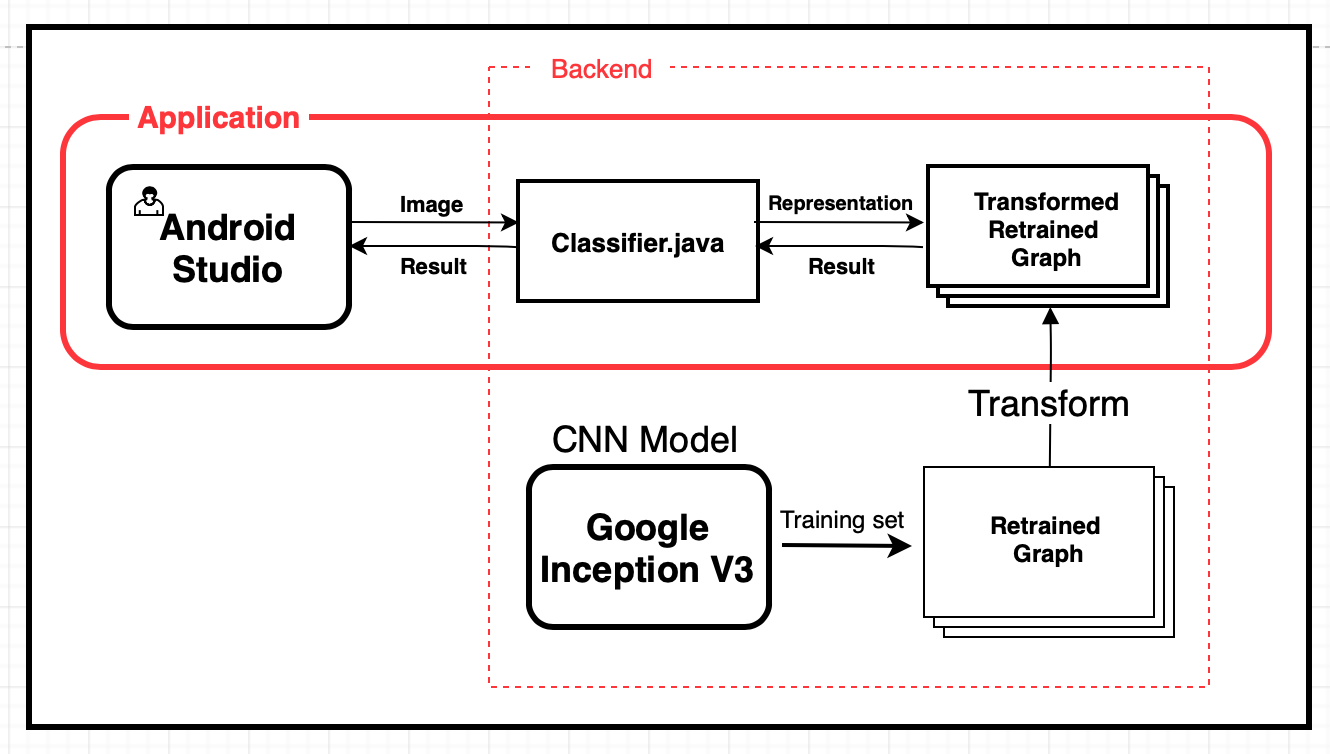 Backend
Application
Android
Studio
Image
Result
Classifier.java
Representation
Result
Transformed
Retrained
Graph
Transform
CNN Model
Google
Inception V3
Training set
Retrained
Graph